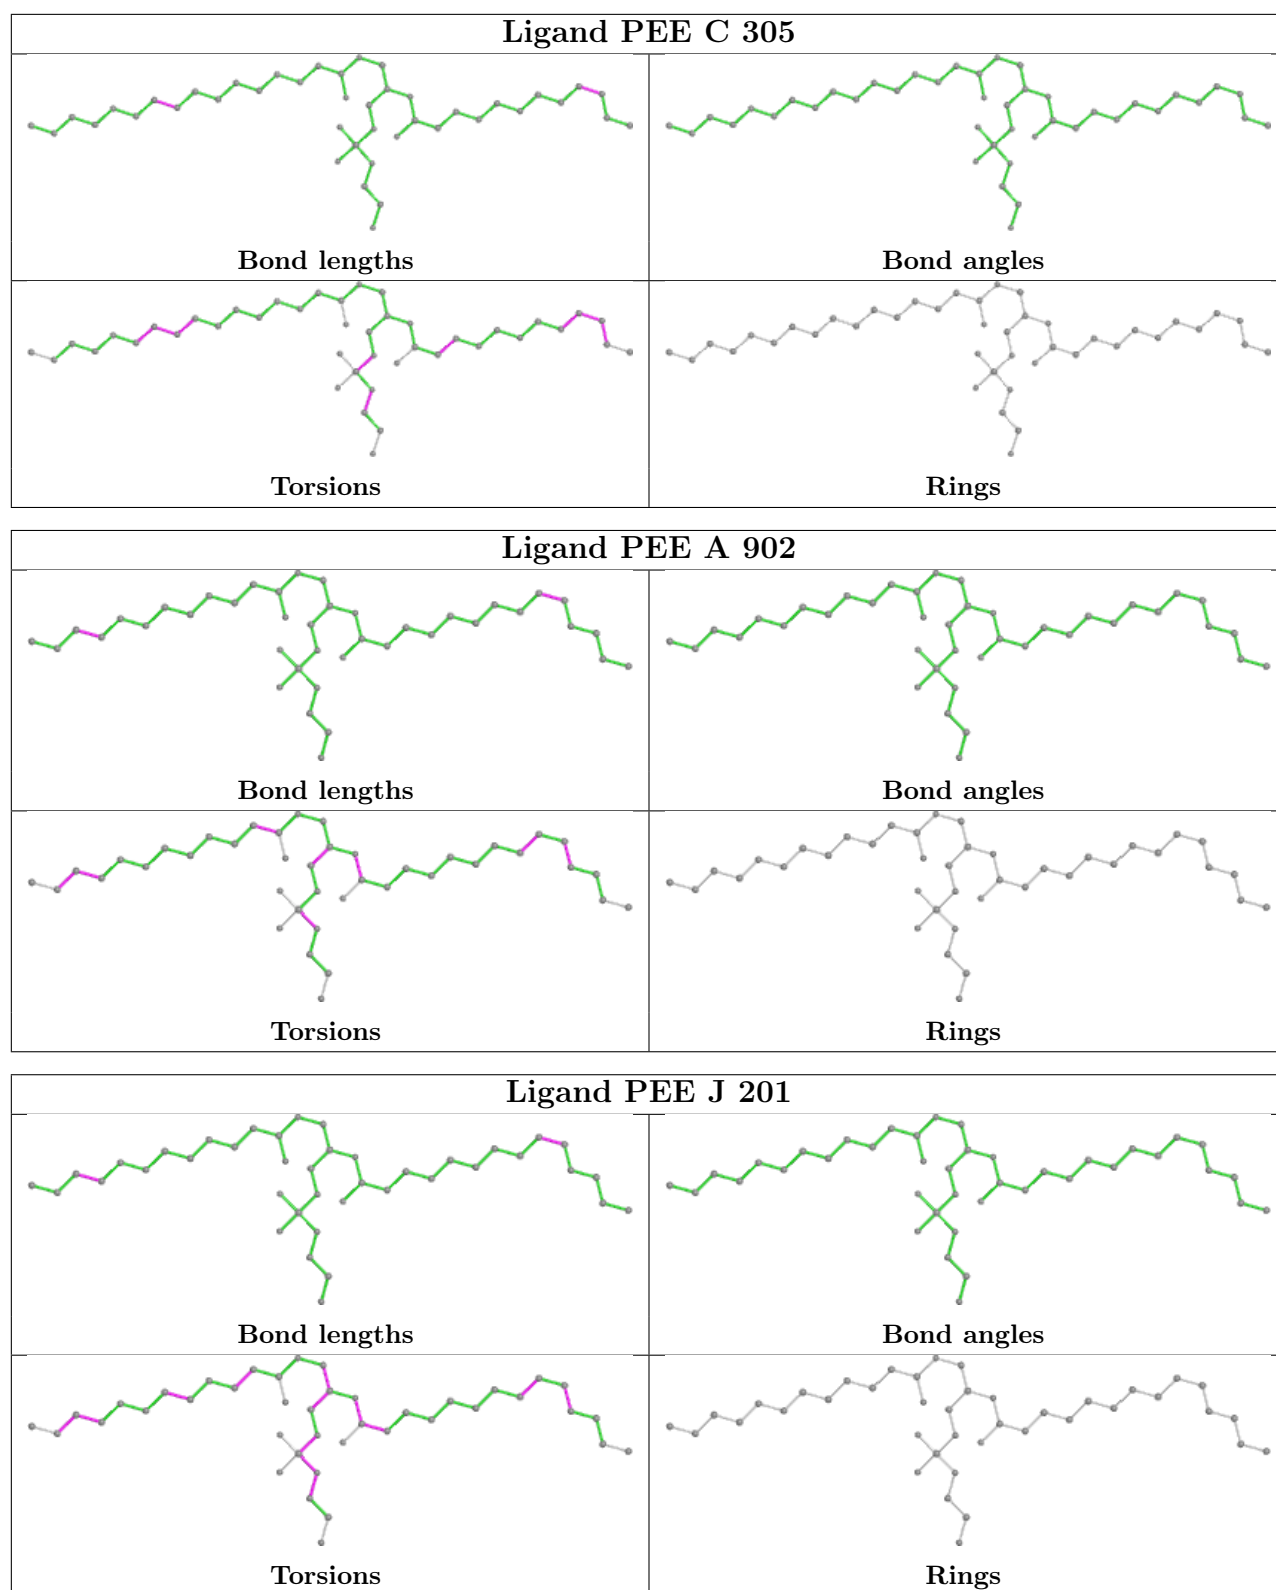 Ligand PEE C 305
Bond lengths
Bond angles
Torsions
Rings
Ligand PEE A 902
Bond lengths
Bond angles
Torsions
Rings
Ligand PEE J 201
Bond lengths
Bond angles
Torsions
Rings